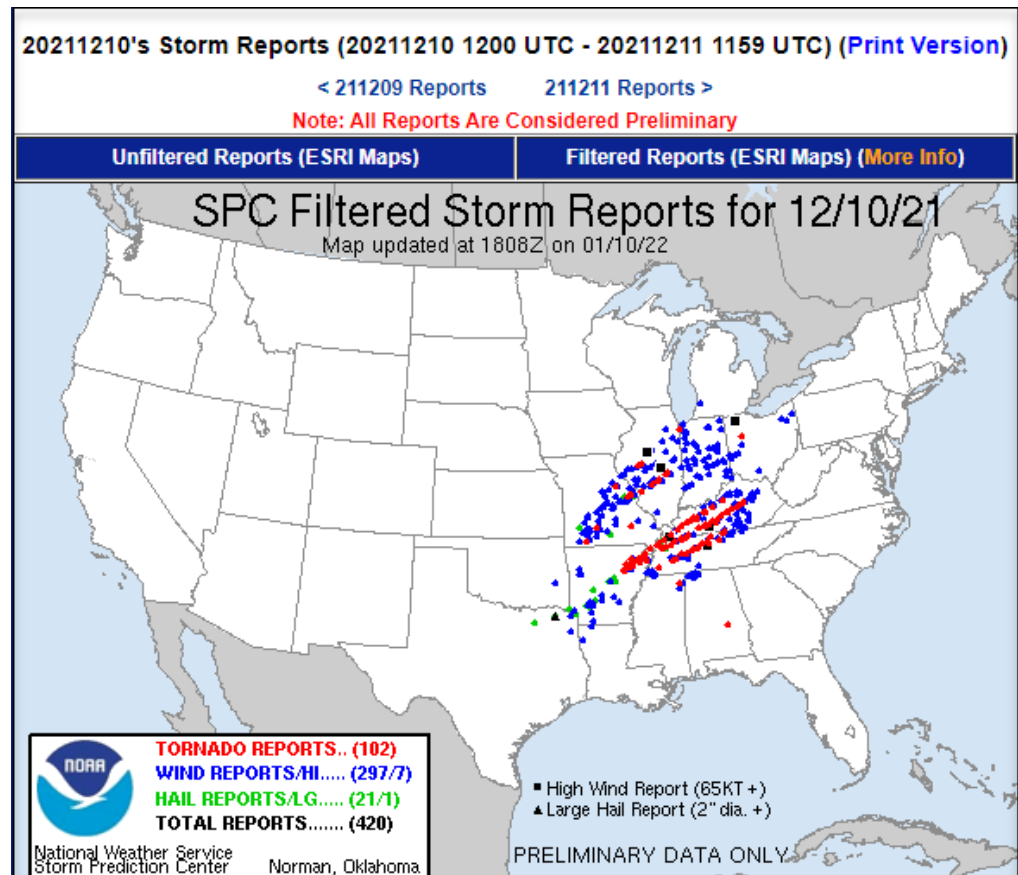 20211210's Storm Reports (20211210 1200 UTC - 20211211 1159 UTC) (Print Version)
< 211209 Reports 211211 Reports >
Note: All Reports Are Considered Preliminary
Unfiltered Reports (ESRI Maps) Filtered Reports (ESRI Maps) (More Info)
SPC Filtered Storm Reports for 12/10/21
Map updated at 1808Z on 01/10/22
NOAA
TORNADO REPORTS.. (102)
WIND REPORTS/HI..... (297/7)
HAIL REPORTS/LG..... (21/1)
TOTAL REPORTS....... (420)
National Weather Service
Storm Prediction Center Norman, Oklahoma
High Wind Report (65KT +)
Large Hail Report (2" dia. +)
PRELIMINARY DATA ONLY